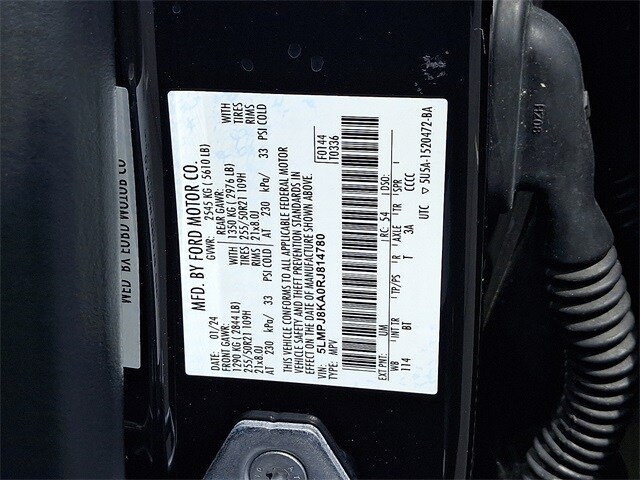 MFD. BY FORD MOTOR CO.
DATE: 01/24 GVWR: 2545 KG ( 5610 LB)
FRONT GAWR: REAR GAWR: WITH
1290 KG ( 2844 LB) 1350 KG ( 2976 LB) TIRES
255/50R21 109H 255/50R21 109H RIMS
21x8.0J 21x8.0J
AT 230 kPa/ 33 PSI COLD AT 230 kPa/ 33 PSI COLD
WITH
TIRES
RIMS
THIS VEHICLE CONFORMS TO ALL APPLICABLE FEDERAL MOTOR
VEHICLE SAFETY AND THEFT PREVENTION STANDARDS IN
EFFECT ON THE DATE OF MANUFACTURE SHOWN ABOVE.
VIN: 5LMPJ8KA0RJ814780
TYPE: MPV
F0144
T0336
EXT PNT: UM RC: 54 DSO:
WB INT TR TP/PS R AXLE TR SPR
114 BT T 3A CCCC
UTC ▽ 5U5A-1520472-BA
HZ08